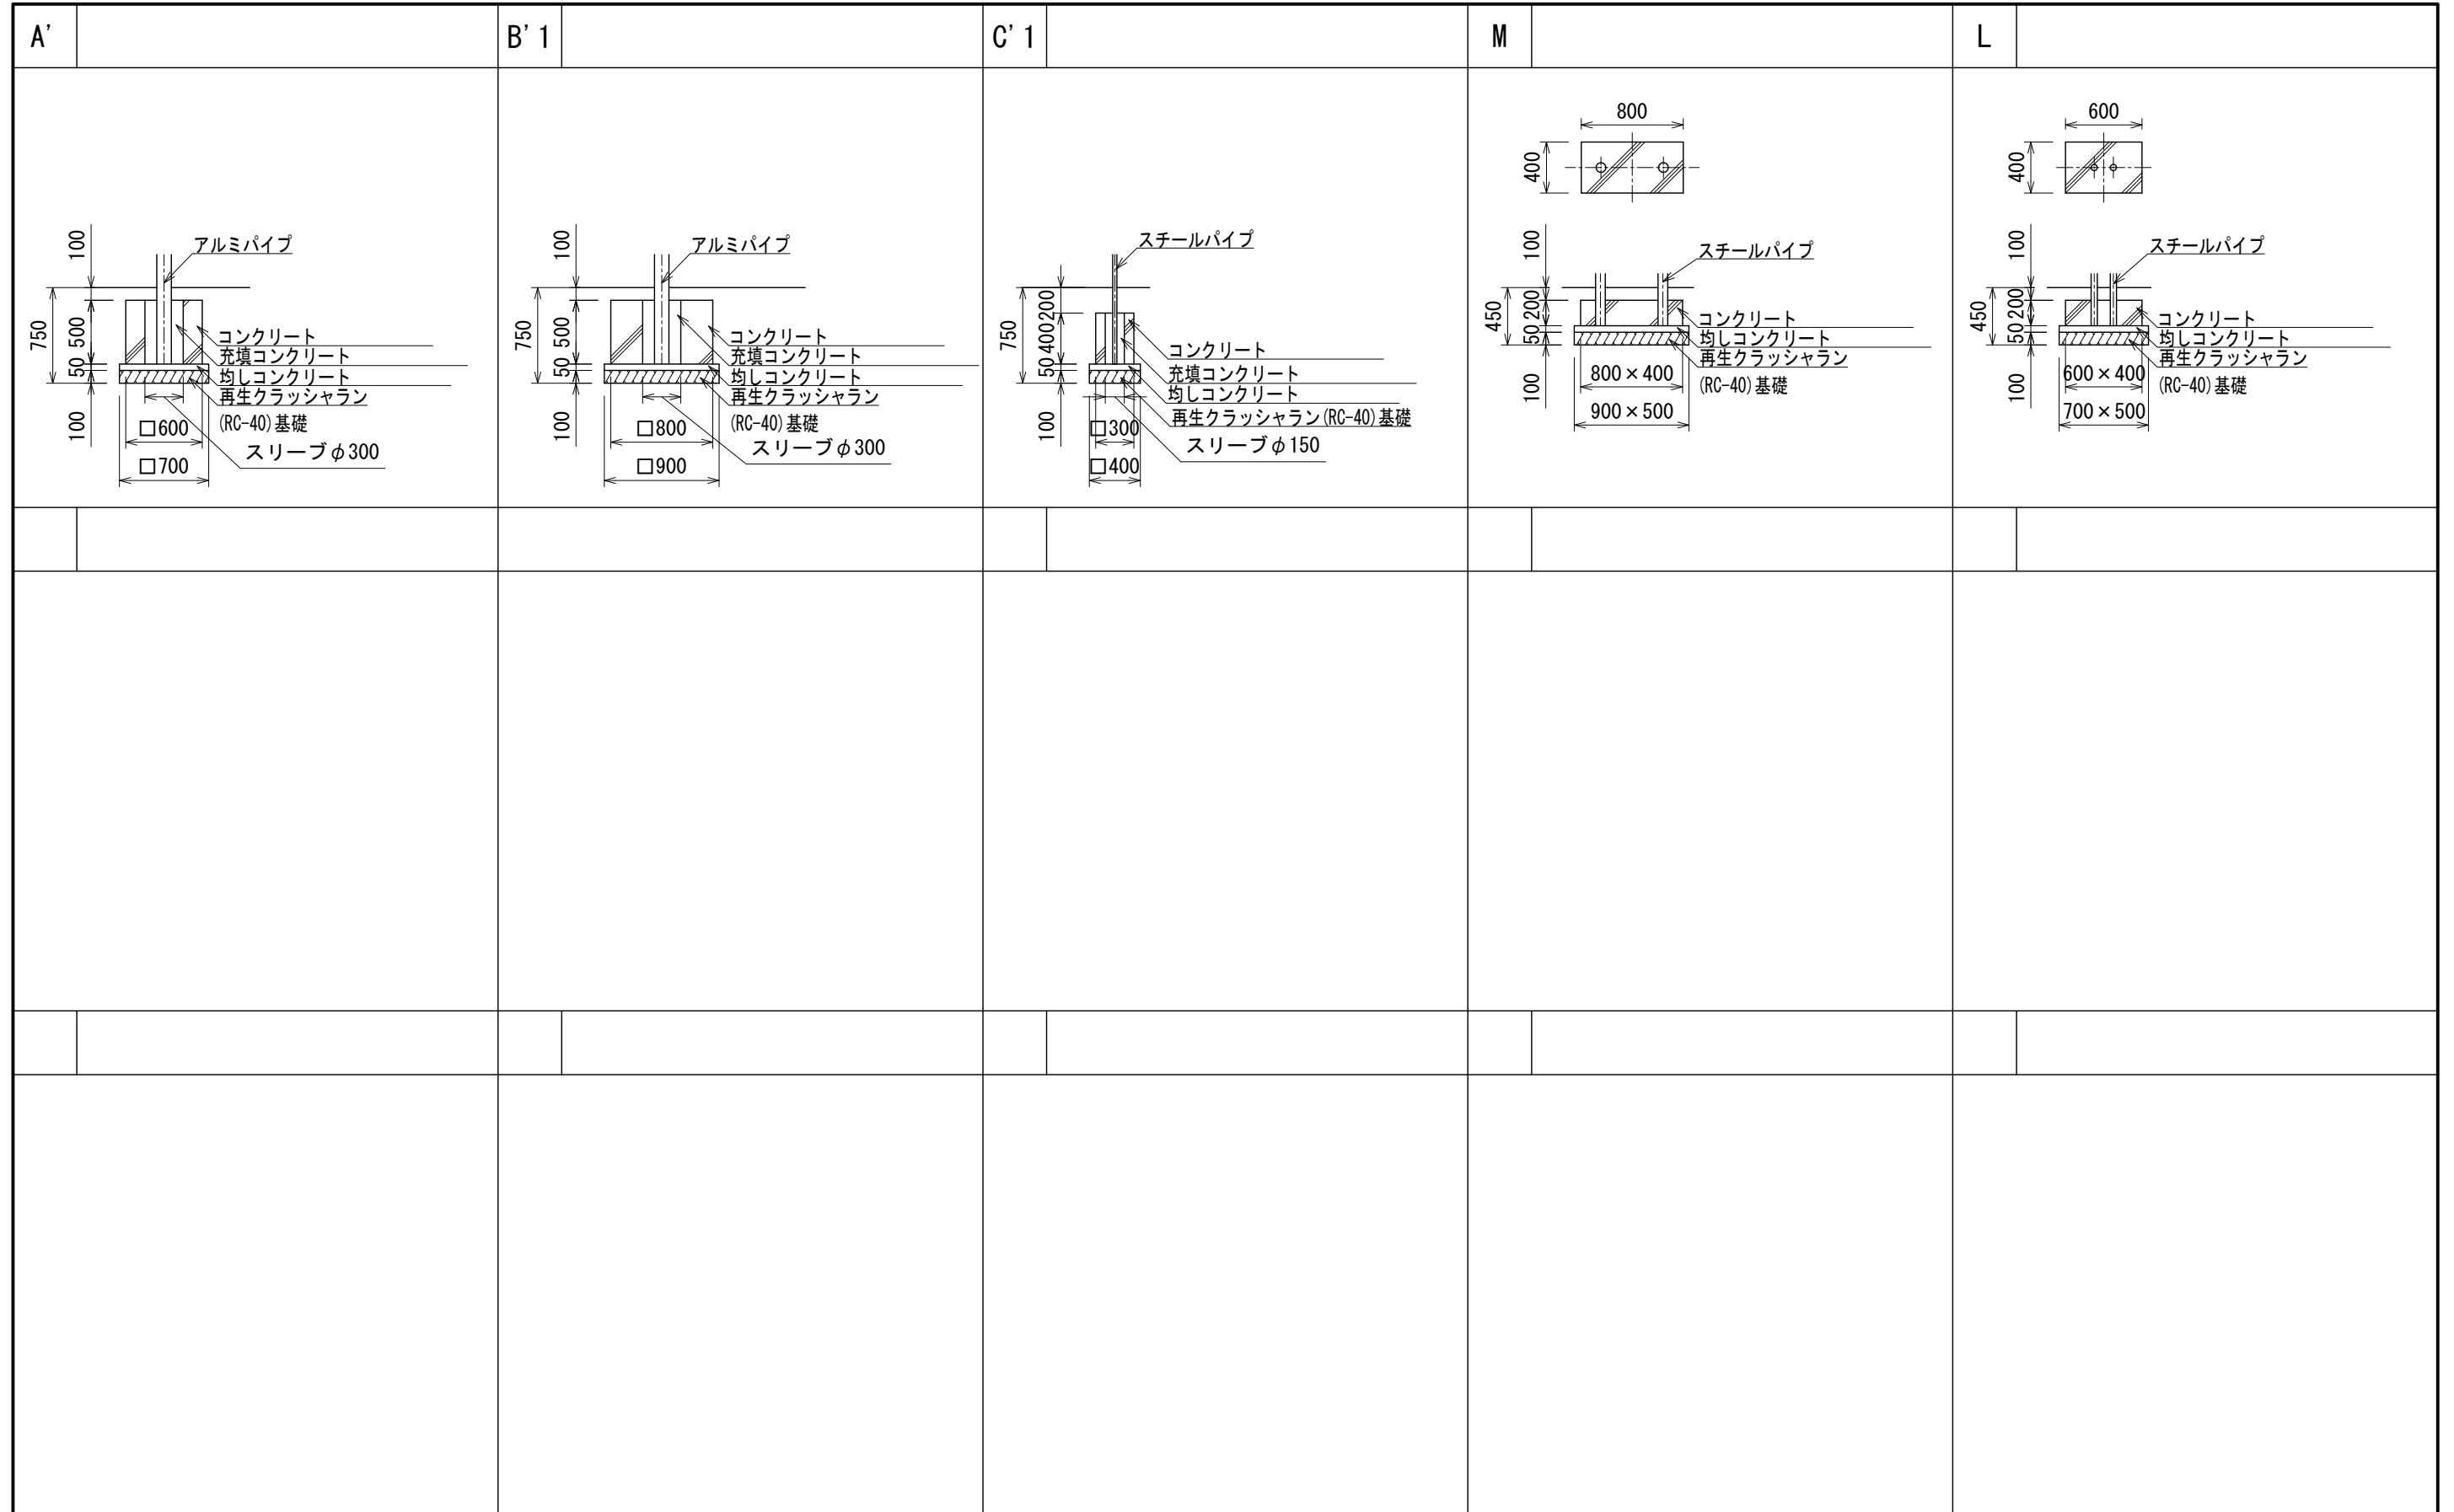 A'
B'1
C'1
M
L
100
750
500
50
100
アルミパイプ
コンクリート
充填コンクリート
均しコンクリート
再生クラッシャラン
(RC-40)基礎
スリーブφ300
□600
□700
100
750
500
50
100
アルミパイプ
コンクリート
充填コンクリート
均しコンクリート
再生クラッシャラン
(RC-40)基礎
スリーブφ300
□800
□900
750
200
400
50
100
スチールパイプ
コンクリート
充填コンクリート
均しコンクリート
再生クラッシャラン(RC-40)基礎
スリーブφ150
□300
□400
800
400
100
450
200
50
100
スチールパイプ
コンクリート
均しコンクリート
再生クラッシャラン
(RC-40)基礎
800×400
900×500
600
400
100
450
200
50
100
スチールパイプ
コンクリート
均しコンクリート
再生クラッシャラン
(RC-40)基礎
600×400
700×500